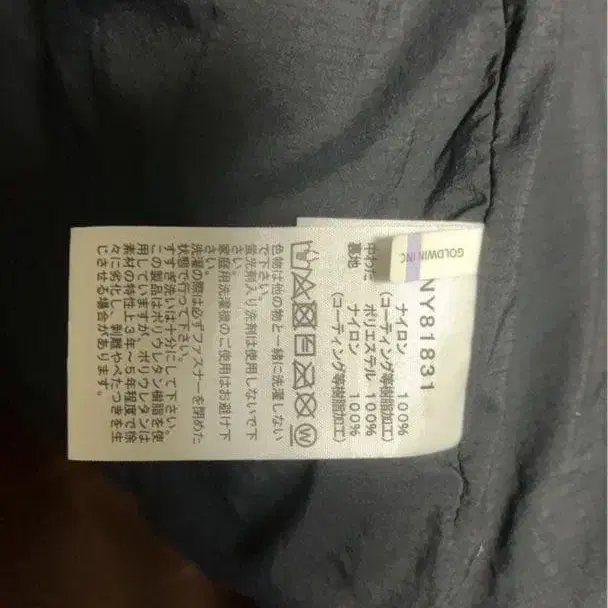 GOLDWIN INC
NY81831
ナイロン 100%
(コーティング等樹脂加工)
中わた ポリエステル 100%
裏地 ナイロン 100%
(コーティング等樹脂加工)
色物は他の物と一緒に洗濯しない
で下さい。
蛍光剤入り洗剤は使用しないで下
さい。
家庭用洗濯機のご使用はお避け下
さい。
洗濯の際は必ずファスナーを閉めた
状態で行って下さい。
すすぎ洗いは十分にして下さい。
この製品はポリウレタン樹脂を使
用していますが、ポリウレタンは
素材の特性上3年~5年程度で徐
々に劣化し、剥離やべたつきを生
じさせる場合があります。